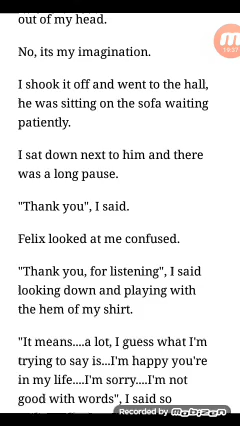 out of my head.
No, its my imagination.
I shook it off and went to the hall,
he was sitting on the sofa waiting
patiently.
I sat down next to him and there
was a long pause.
"Thank you", I said.
Felix looked at me confused.
"Thank you, for listening", I said
looking down and playing with
the hem of my shirt.
"It means....a lot, I guess what I'm
trying to say is...I'm happy you're
in my life....I'm sorry....I'm not
good with words", I said so
Recorded by mobizen